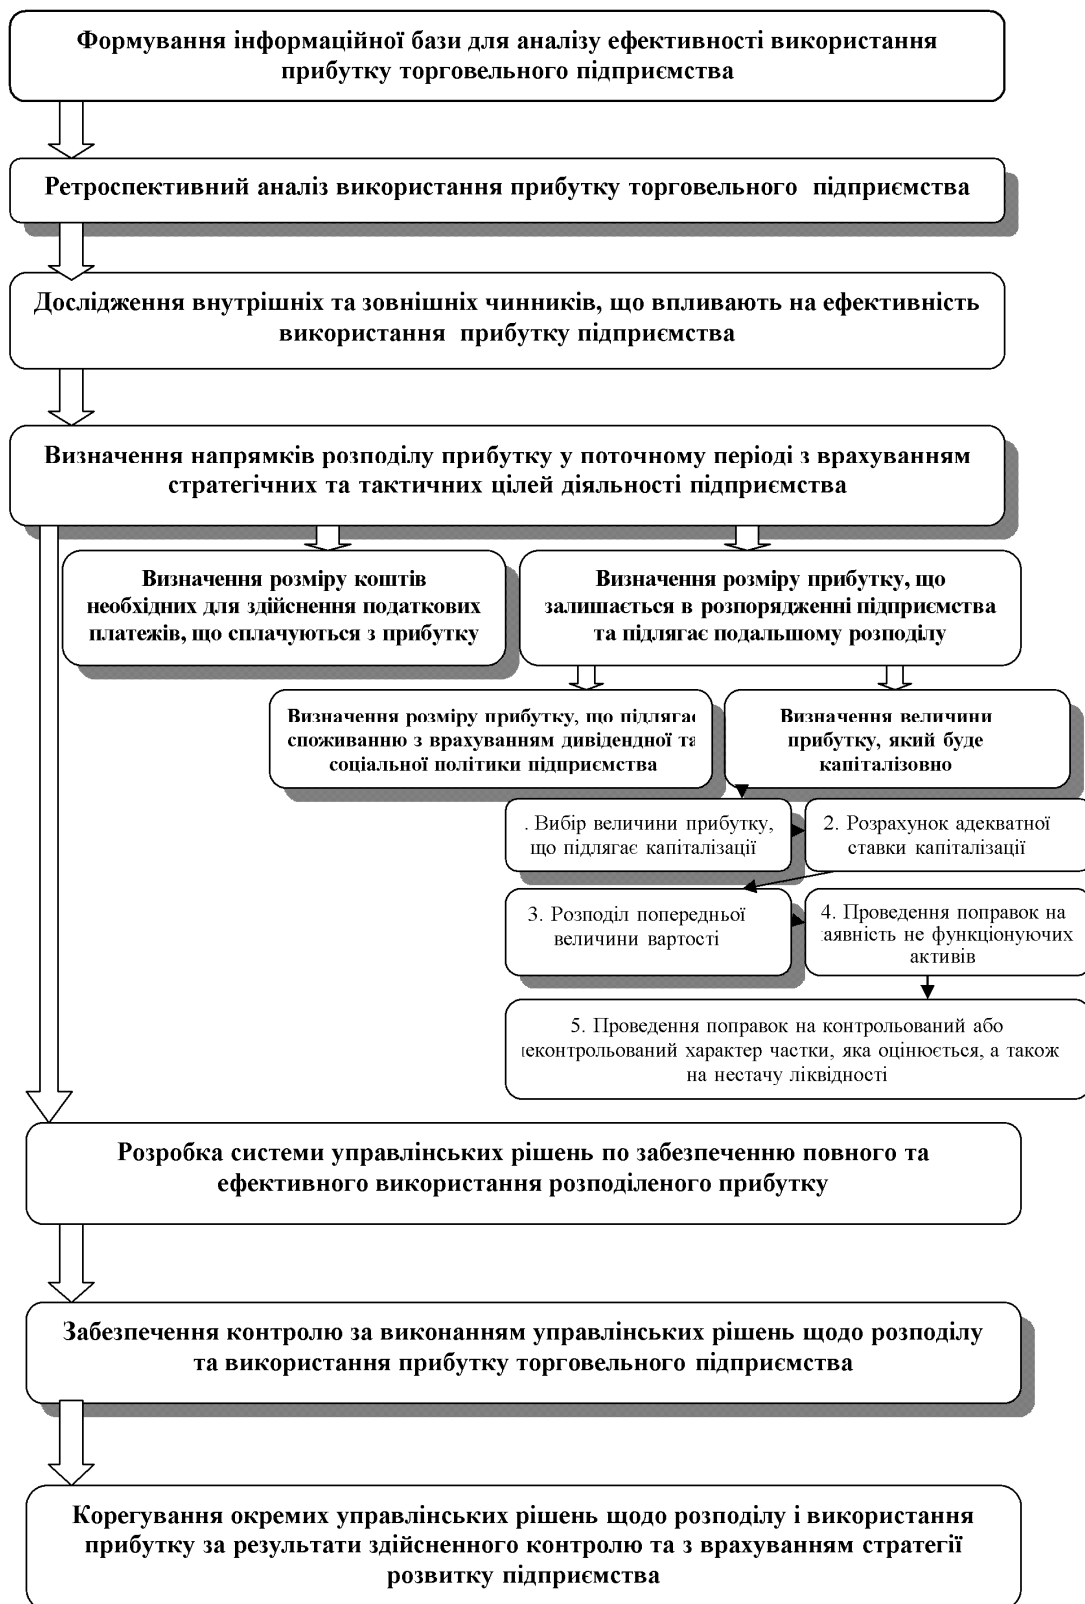 Формування інформаційної бази для аналізу ефективності використання
прибутку торговельного підприємства
Ретроспективний аналіз використання прибутку торговельного підприємства
Дослідження внутрішніх та зовнішніх чинників, що впливають на ефективність
використання прибутку підприємства
Визначення напрямків розподілу прибутку у поточному періоді з врахуванням
стратегічних та тактичних цілей діяльності підприємства
Визначення розміру коштів
необхідних для здійснення податкових
платежів, що сплачуються з прибутку
Визначення розміру прибутку, що
залишається в розпорядженні підприємства
та підлягає подальшому розподілу
Визначення розміру прибутку, що підлягає
споживанню з врахуванням дивідендної та
соціальної політики підприємства
Визначення величини
прибутку, який буде
капіталізовно
. Вибір величини прибутку,
що підлягає капіталізації
2. Розрахунок адекватної
ставки капіталізації
3. Розподіл попередньої
величини вартості
4. Проведення поправок на
аявність не функціонуючих
активів
5. Проведення поправок на контрольований або
неконтрольований характер частки, яка оцінюється, а також
на нестачу ліквідності
Розробка системи управлінських рішень по забезпеченню повного та
ефективного використання розподіленого прибутку
Забезпечення контролю за виконанням управлінських рішень щодо розподілу
та використання прибутку торговельного підприємства
Корегування окремих управлінських рішень щодо розподілу і використання
прибутку за результати здійсненого контролю та з врахуванням стратегії
розвитку підприємства